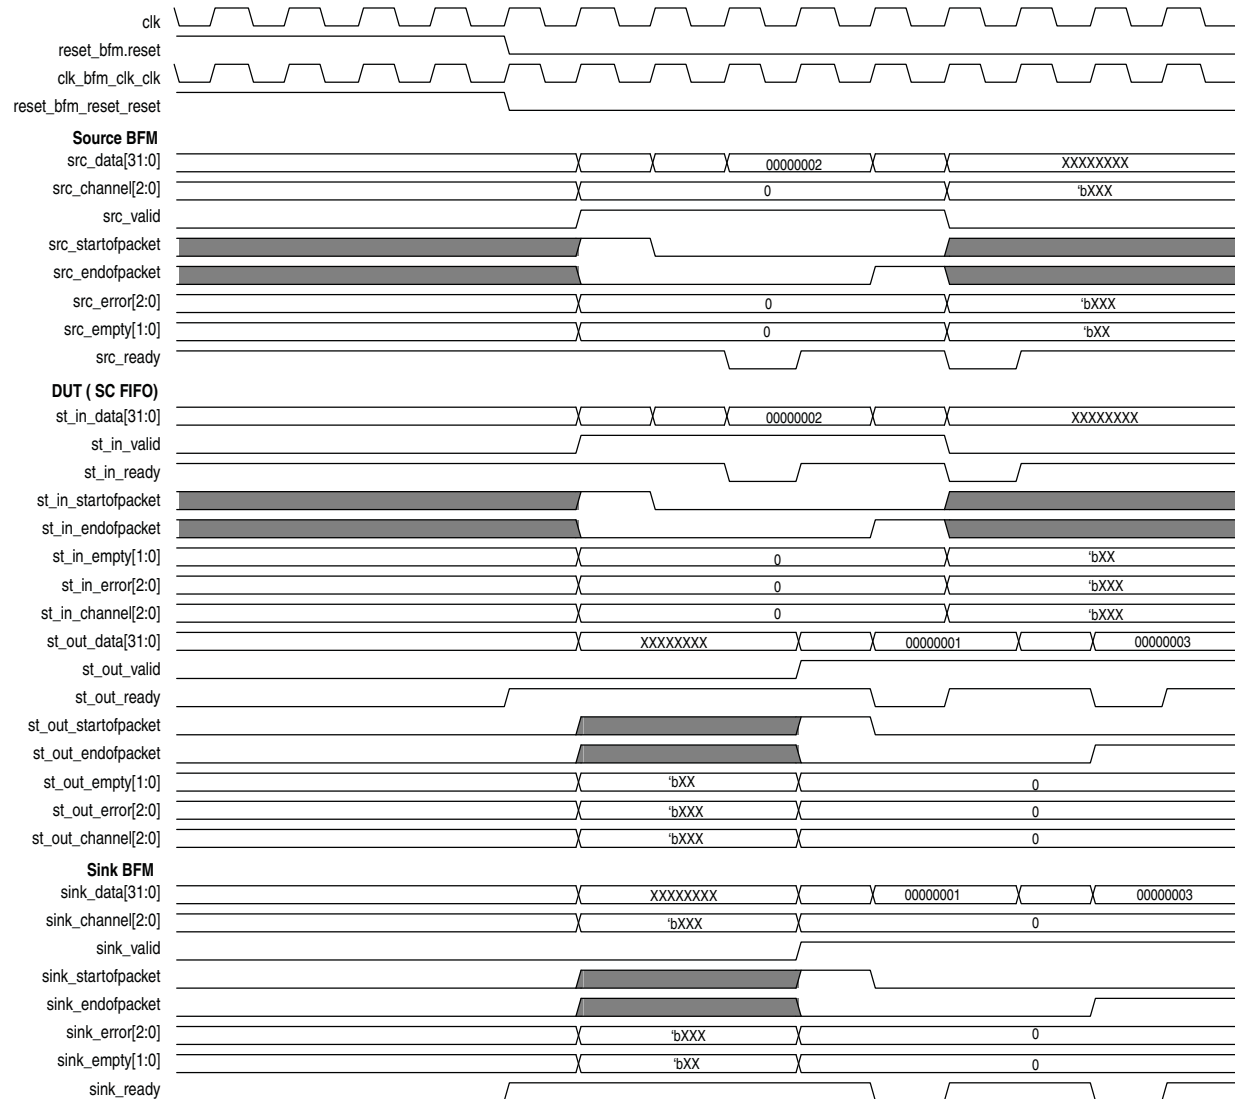 clk
reset_bfm.reset
clk_bfm_clk_clk
reset_bfm_reset_reset
Source BFM
src_data[31:0] 00000002 XXXXXXXX
src_channel[2:0] 0 'bXXX
src_valid
src_startofpacket
src_endofpacket
src_error[2:0] 0 'bXXX
src_empty[1:0] 0 'bXX
src_ready
DUT ( SC FIFO)
st_in_data[31:0] 00000002 XXXXXXXX
st_in_valid
st_in_ready
st_in_startofpacket
st_in_endofpacket
st_in_empty[1:0] 0 'bXX
st_in_error[2:0] 0 'bXXX
st_in_channel[2:0] 0 'bXXX
st_out_data[31:0] XXXXXXXX 00000001 00000003
st_out_valid
st_out_ready
st_out_startofpacket
st_out_endofpacket
st_out_empty[1:0] 'bXX 0
st_out_error[2:0] 'bXXX 0
st_out_channel[2:0] 'bXXX 0
Sink BFM
sink_data[31:0] XXXXXXXX 00000001 00000003
sink_channel[2:0] 'bXXX 0
sink_valid
sink_startofpacket
sink_endofpacket
sink_error[2:0] 'bXXX 0
sink_empty[1:0] 'bXX 0
sink_ready